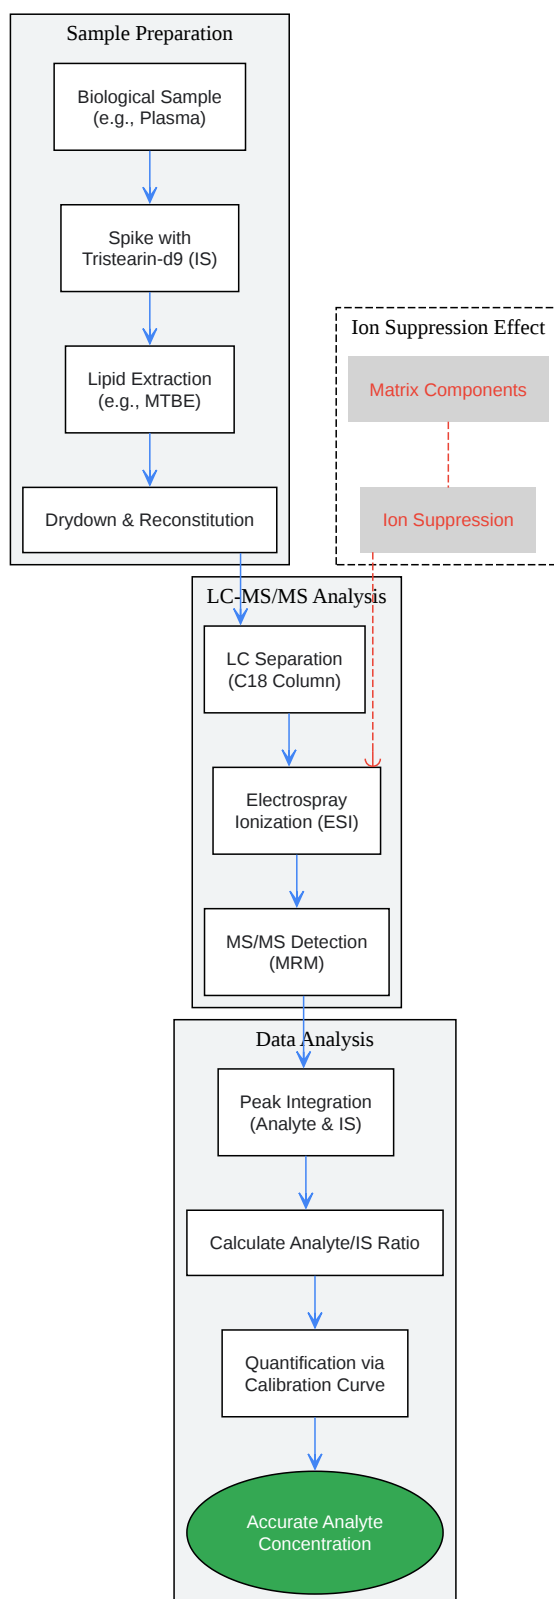 Sample Preparation
Biological Sample
(e.g., Plasma)
Spike with
Tristearin-d9 (IS)
Lipid Extraction
(e.g., MTBE)
Drydown & Reconstitution
Ion Suppression Effect
Matrix Components
Ion Suppression
LC-MS/MS Analysis
LC Separation
(C18 Column)
Electrospray
Ionization (ESI)
MS/MS Detection
(MRM)
Data Analysis
Peak Integration
(Analyte & IS)
Calculate Analyte/IS Ratio
Quantification via
Calibration Curve
Accurate Analyte
Concentration